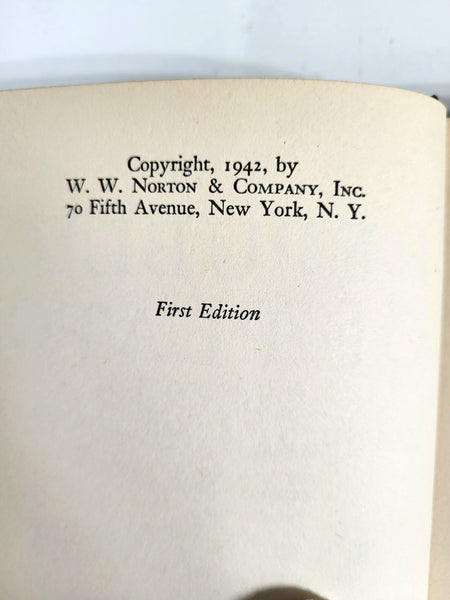 Copyright, 1942, by
W. W. NORTON & COMPANY, INC.
70 Fifth Avenue, New York, N. Y.
First Edition